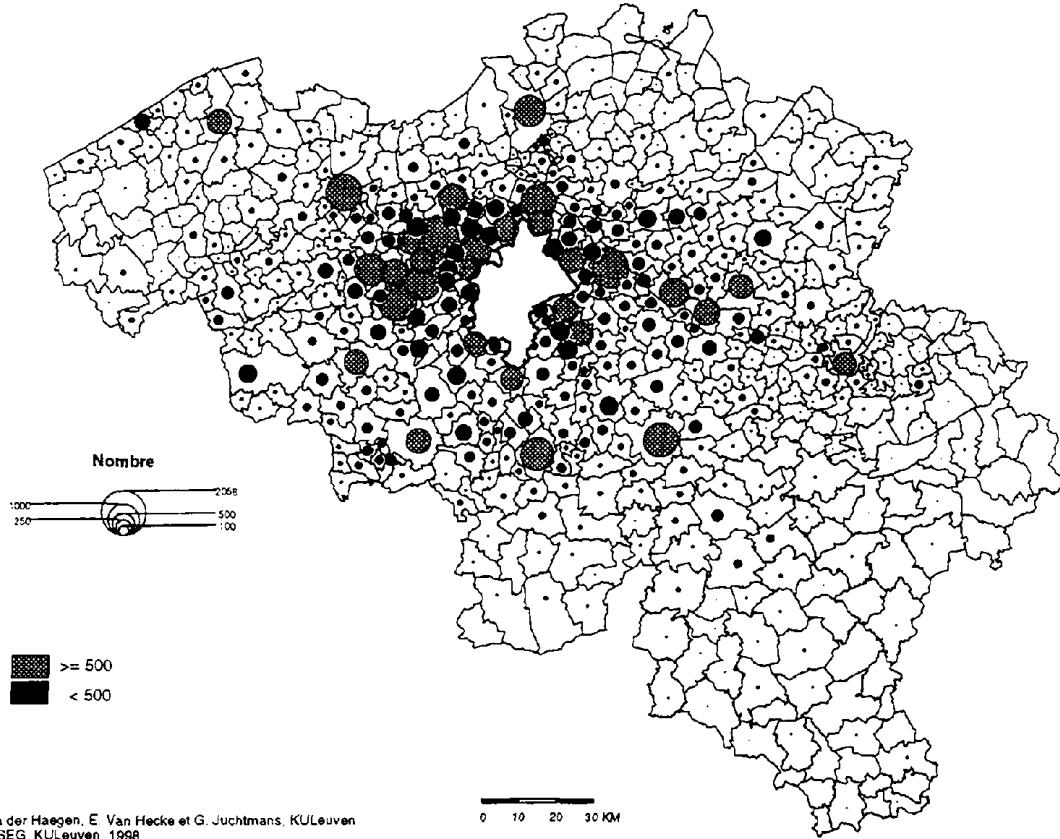 Nombre
1000 2058
250 500
100
>= 500
< 500
0 10 20 30 KM
der Haegen, E. Van Hecke et G. Juchtmans, KULeuven
SEG, KULeuven, 1998